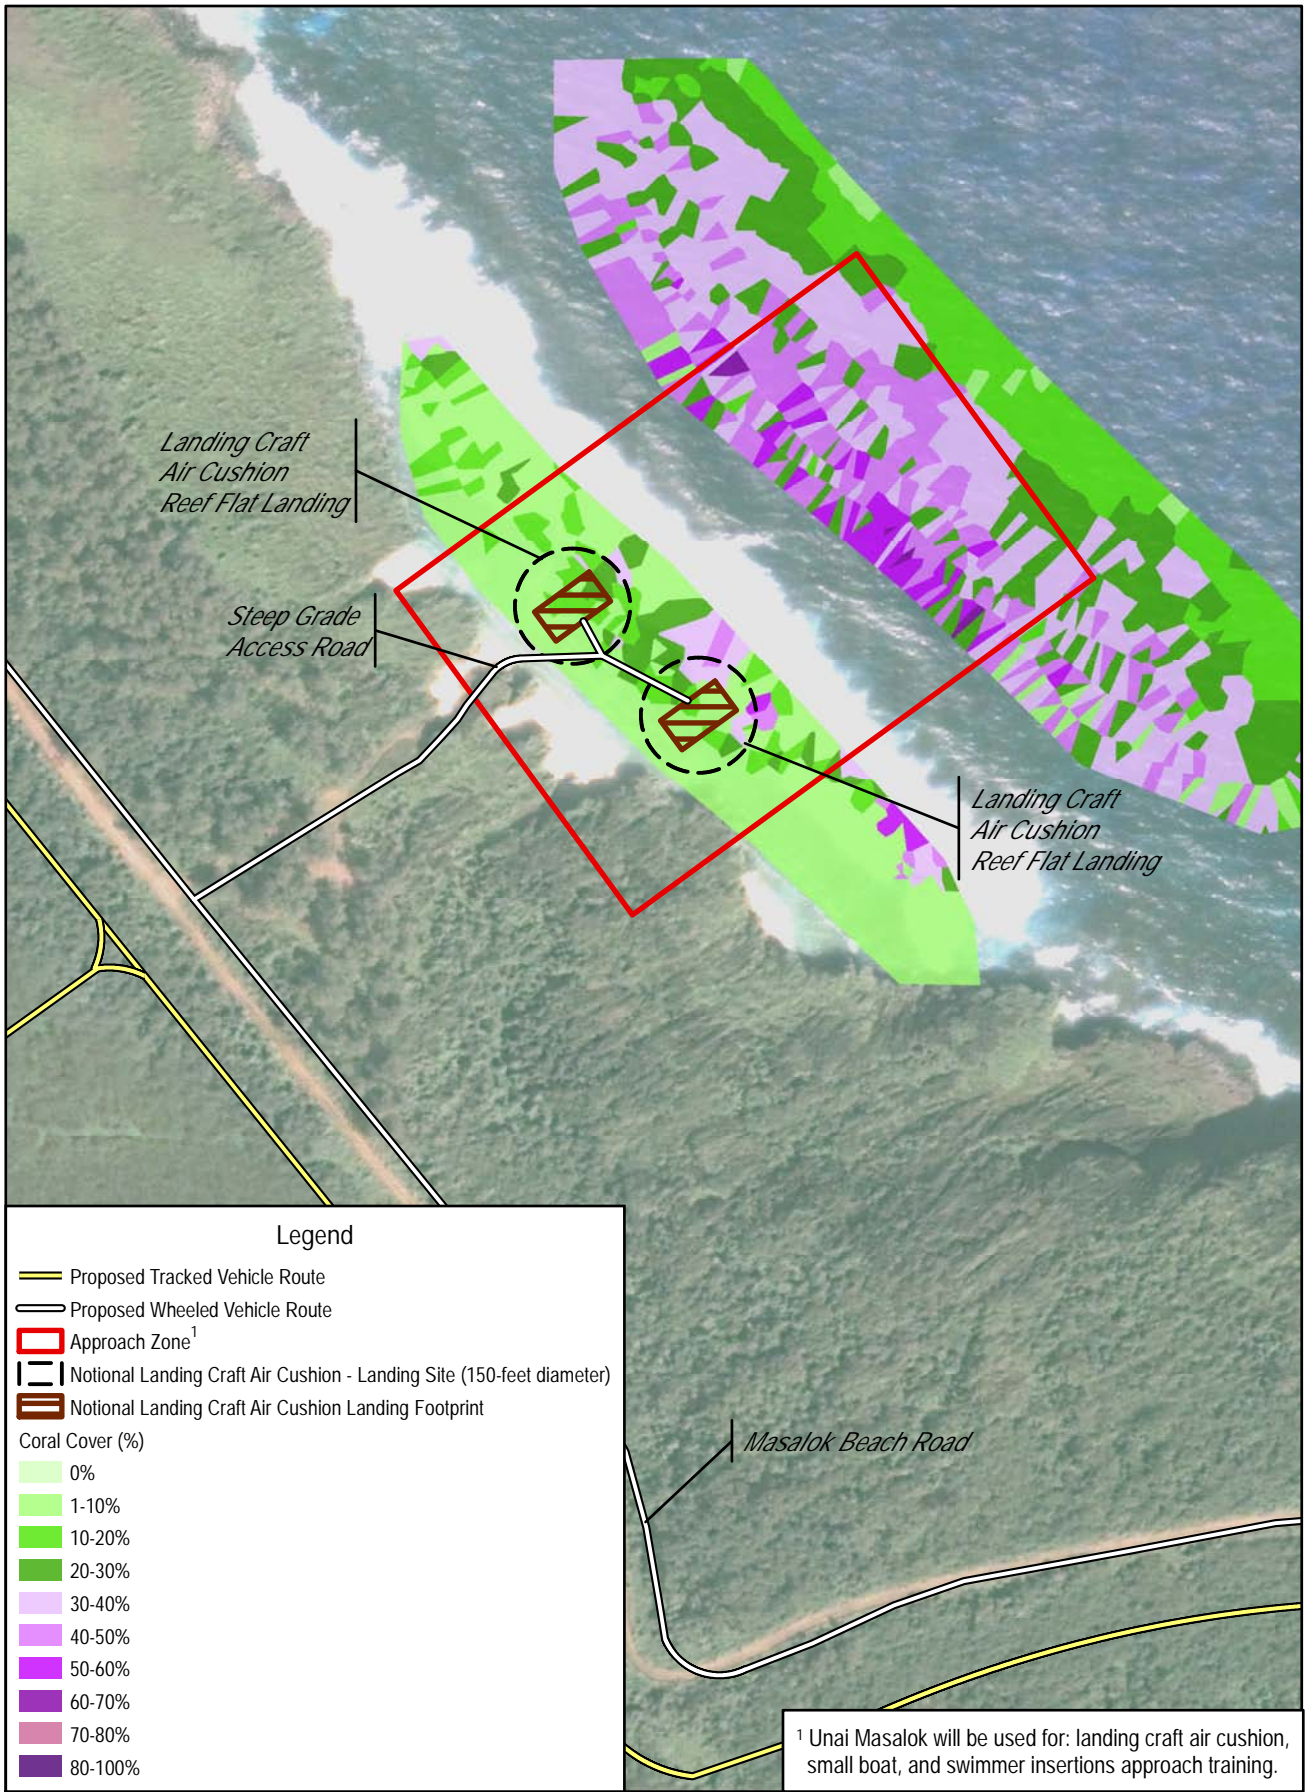 Landing Craft
Air Cushion
Reef Flat Landing
Steep Grade
Access Road
Landing Craft
Air Cushion
Reef Flat Landing
Legend
Proposed Tracked Vehicle Route
Proposed Wheeled Vehicle Route
Approach Zone¹
Notional Landing Craft Air Cushion - Landing Site (150-feet diameter)
Notional Landing Craft Air Cushion Landing Footprint
Coral Cover (%)
0%
1-10%
10-20%
20-30%
30-40%
40-50%
50-60%
60-70%
70-80%
80-100%
Masalok Beach Road
¹ Unai Masalok will be used for: landing craft air cushion,
small boat, and swimmer insertions approach training.